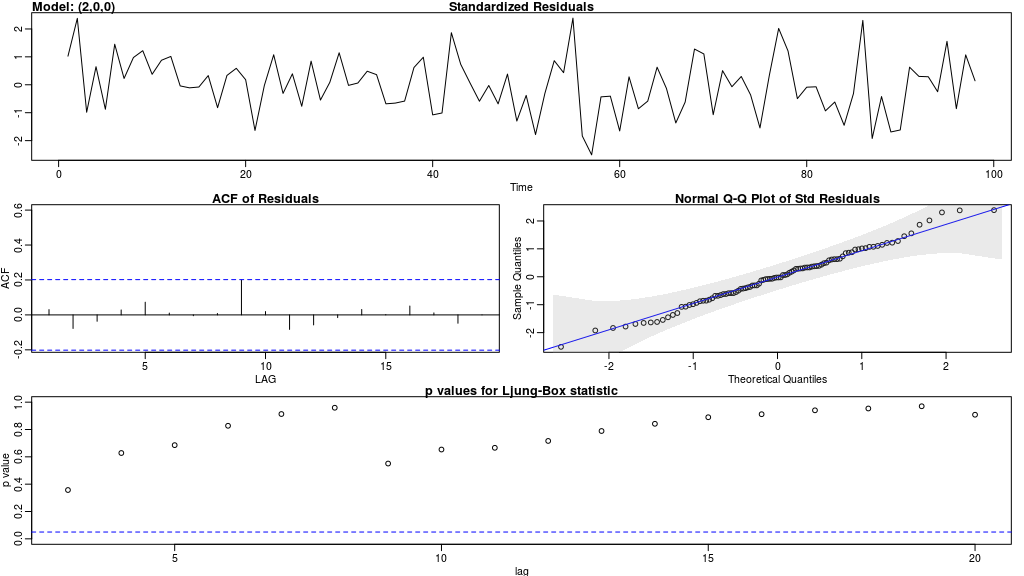 Model: (2,0,0)
Standardized Residuals
2
1
0
-1
-2
0 20 40 60 80 100
Time
ACF of Residuals
ACF
0.6
0.4
0.2
0.0
-0.2
5 10 15
LAG
Normal Q-Q Plot of Std Residuals
Sample Quantiles
2
1
0
-1
-2
-2 -1 0 1 2
Theoretical Quantiles
p values for Ljung-Box statistic
p value
1.0
0.8
0.6
0.4
0.2
0.0
5 10 15 20
lag